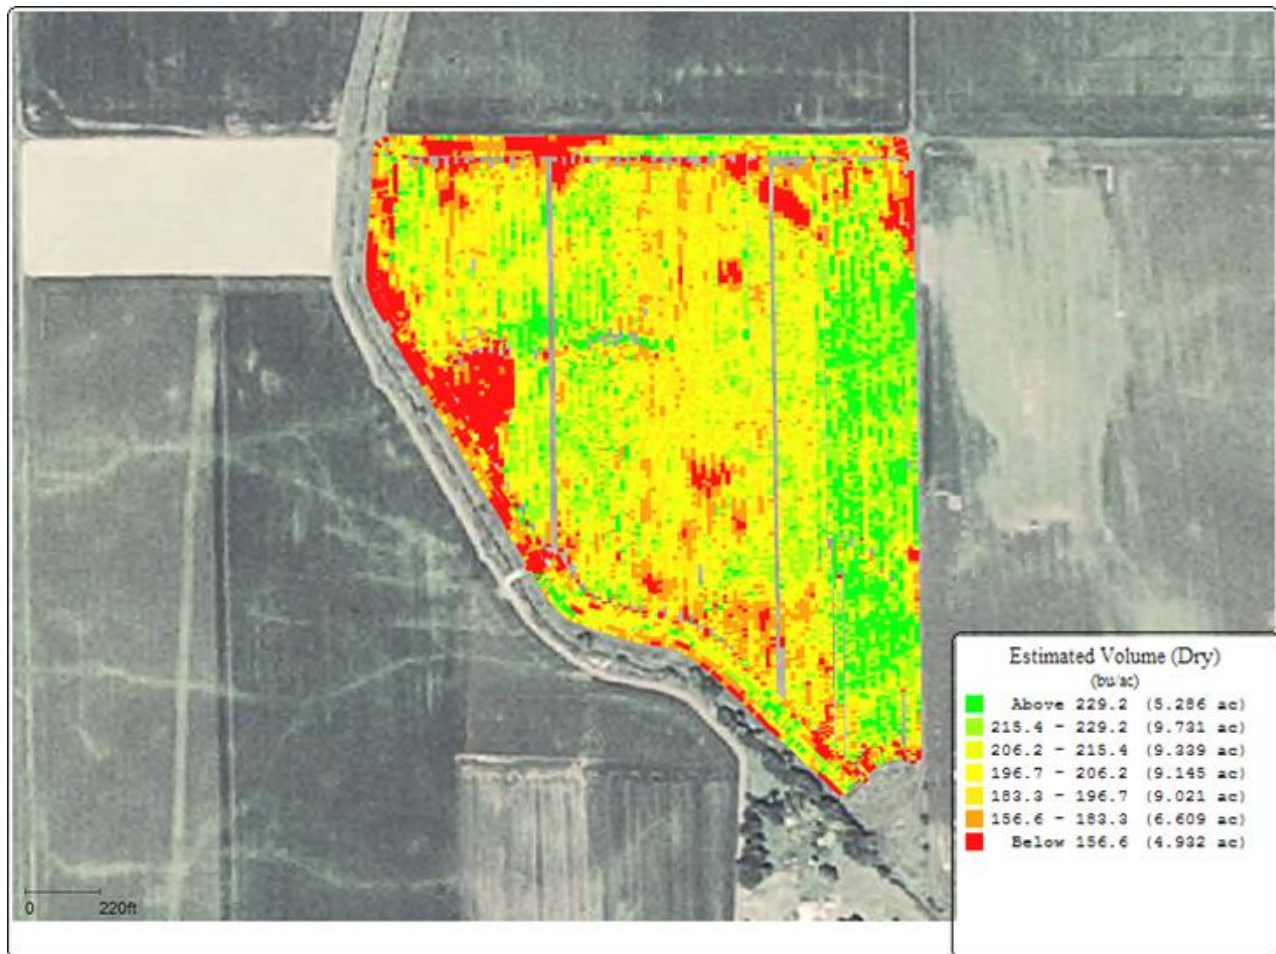 Estimated Volume (Dry)
(bu/ac)
Above 229.2 (5.286 ac)
215.4 - 229.2 (9.731 ac)
206.2 - 215.4 (9.339 ac)
196.7 - 206.2 (9.145 ac)
183.3 - 196.7 (9.021 ac)
156.6 - 183.3 (6.609 ac)
Below 156.6 (4.932 ac)
0 220ft